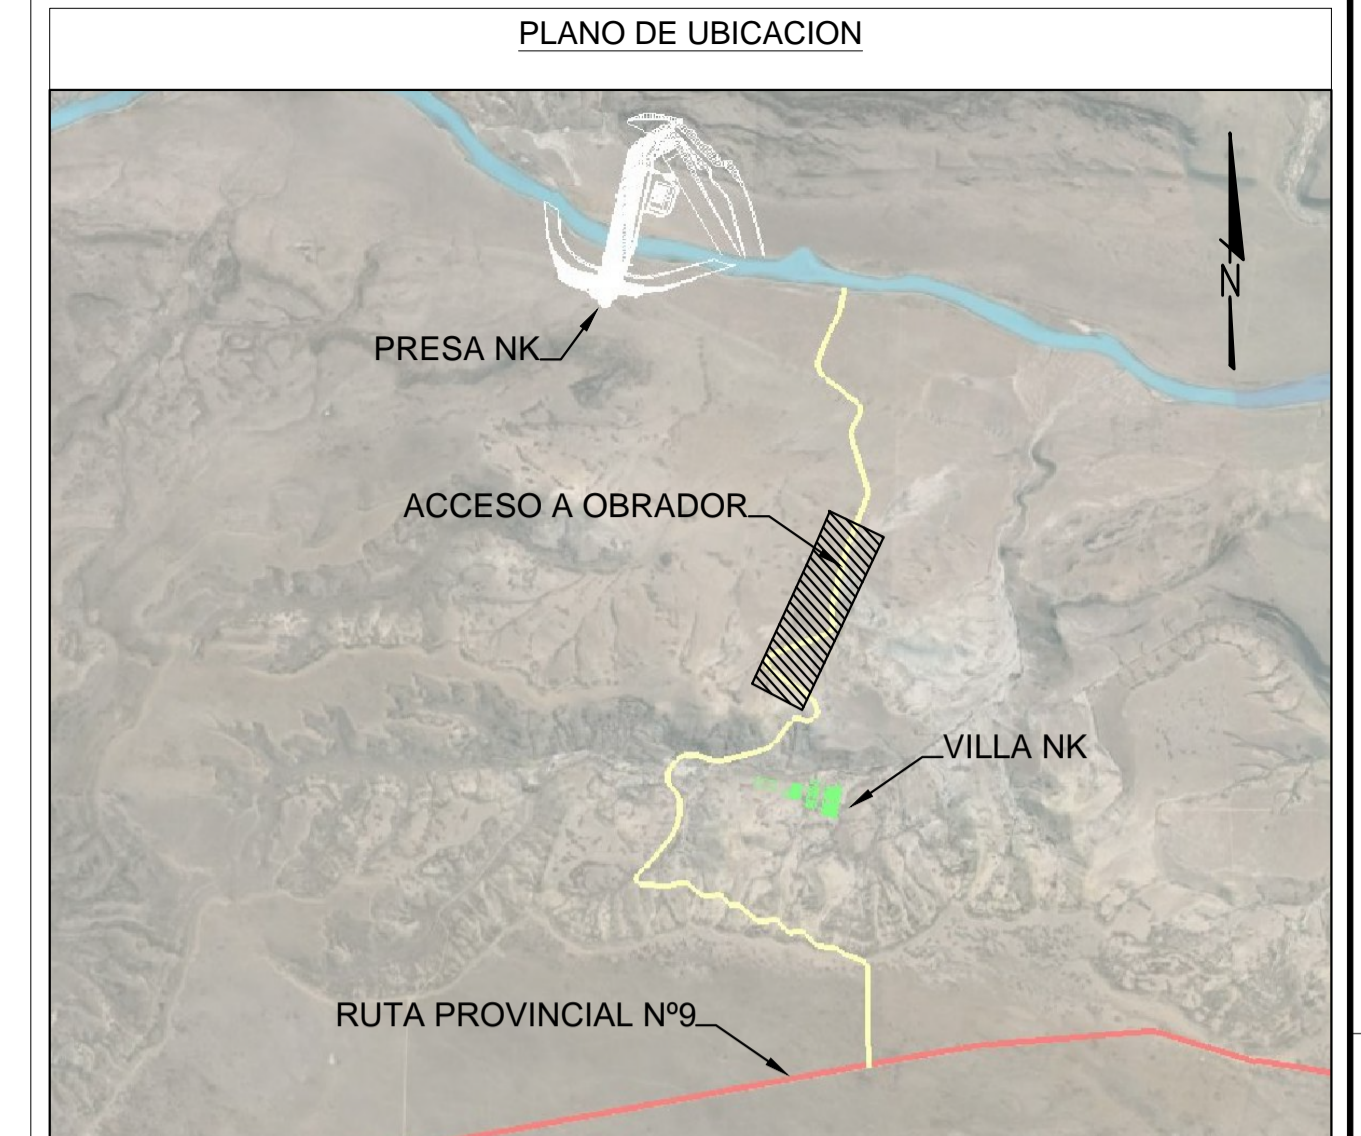 PLANO DE UBICACION
N
PRESA NK
ACCESO A OBRADOR
VILLA NK
RUTA PROVINCIAL Nº9